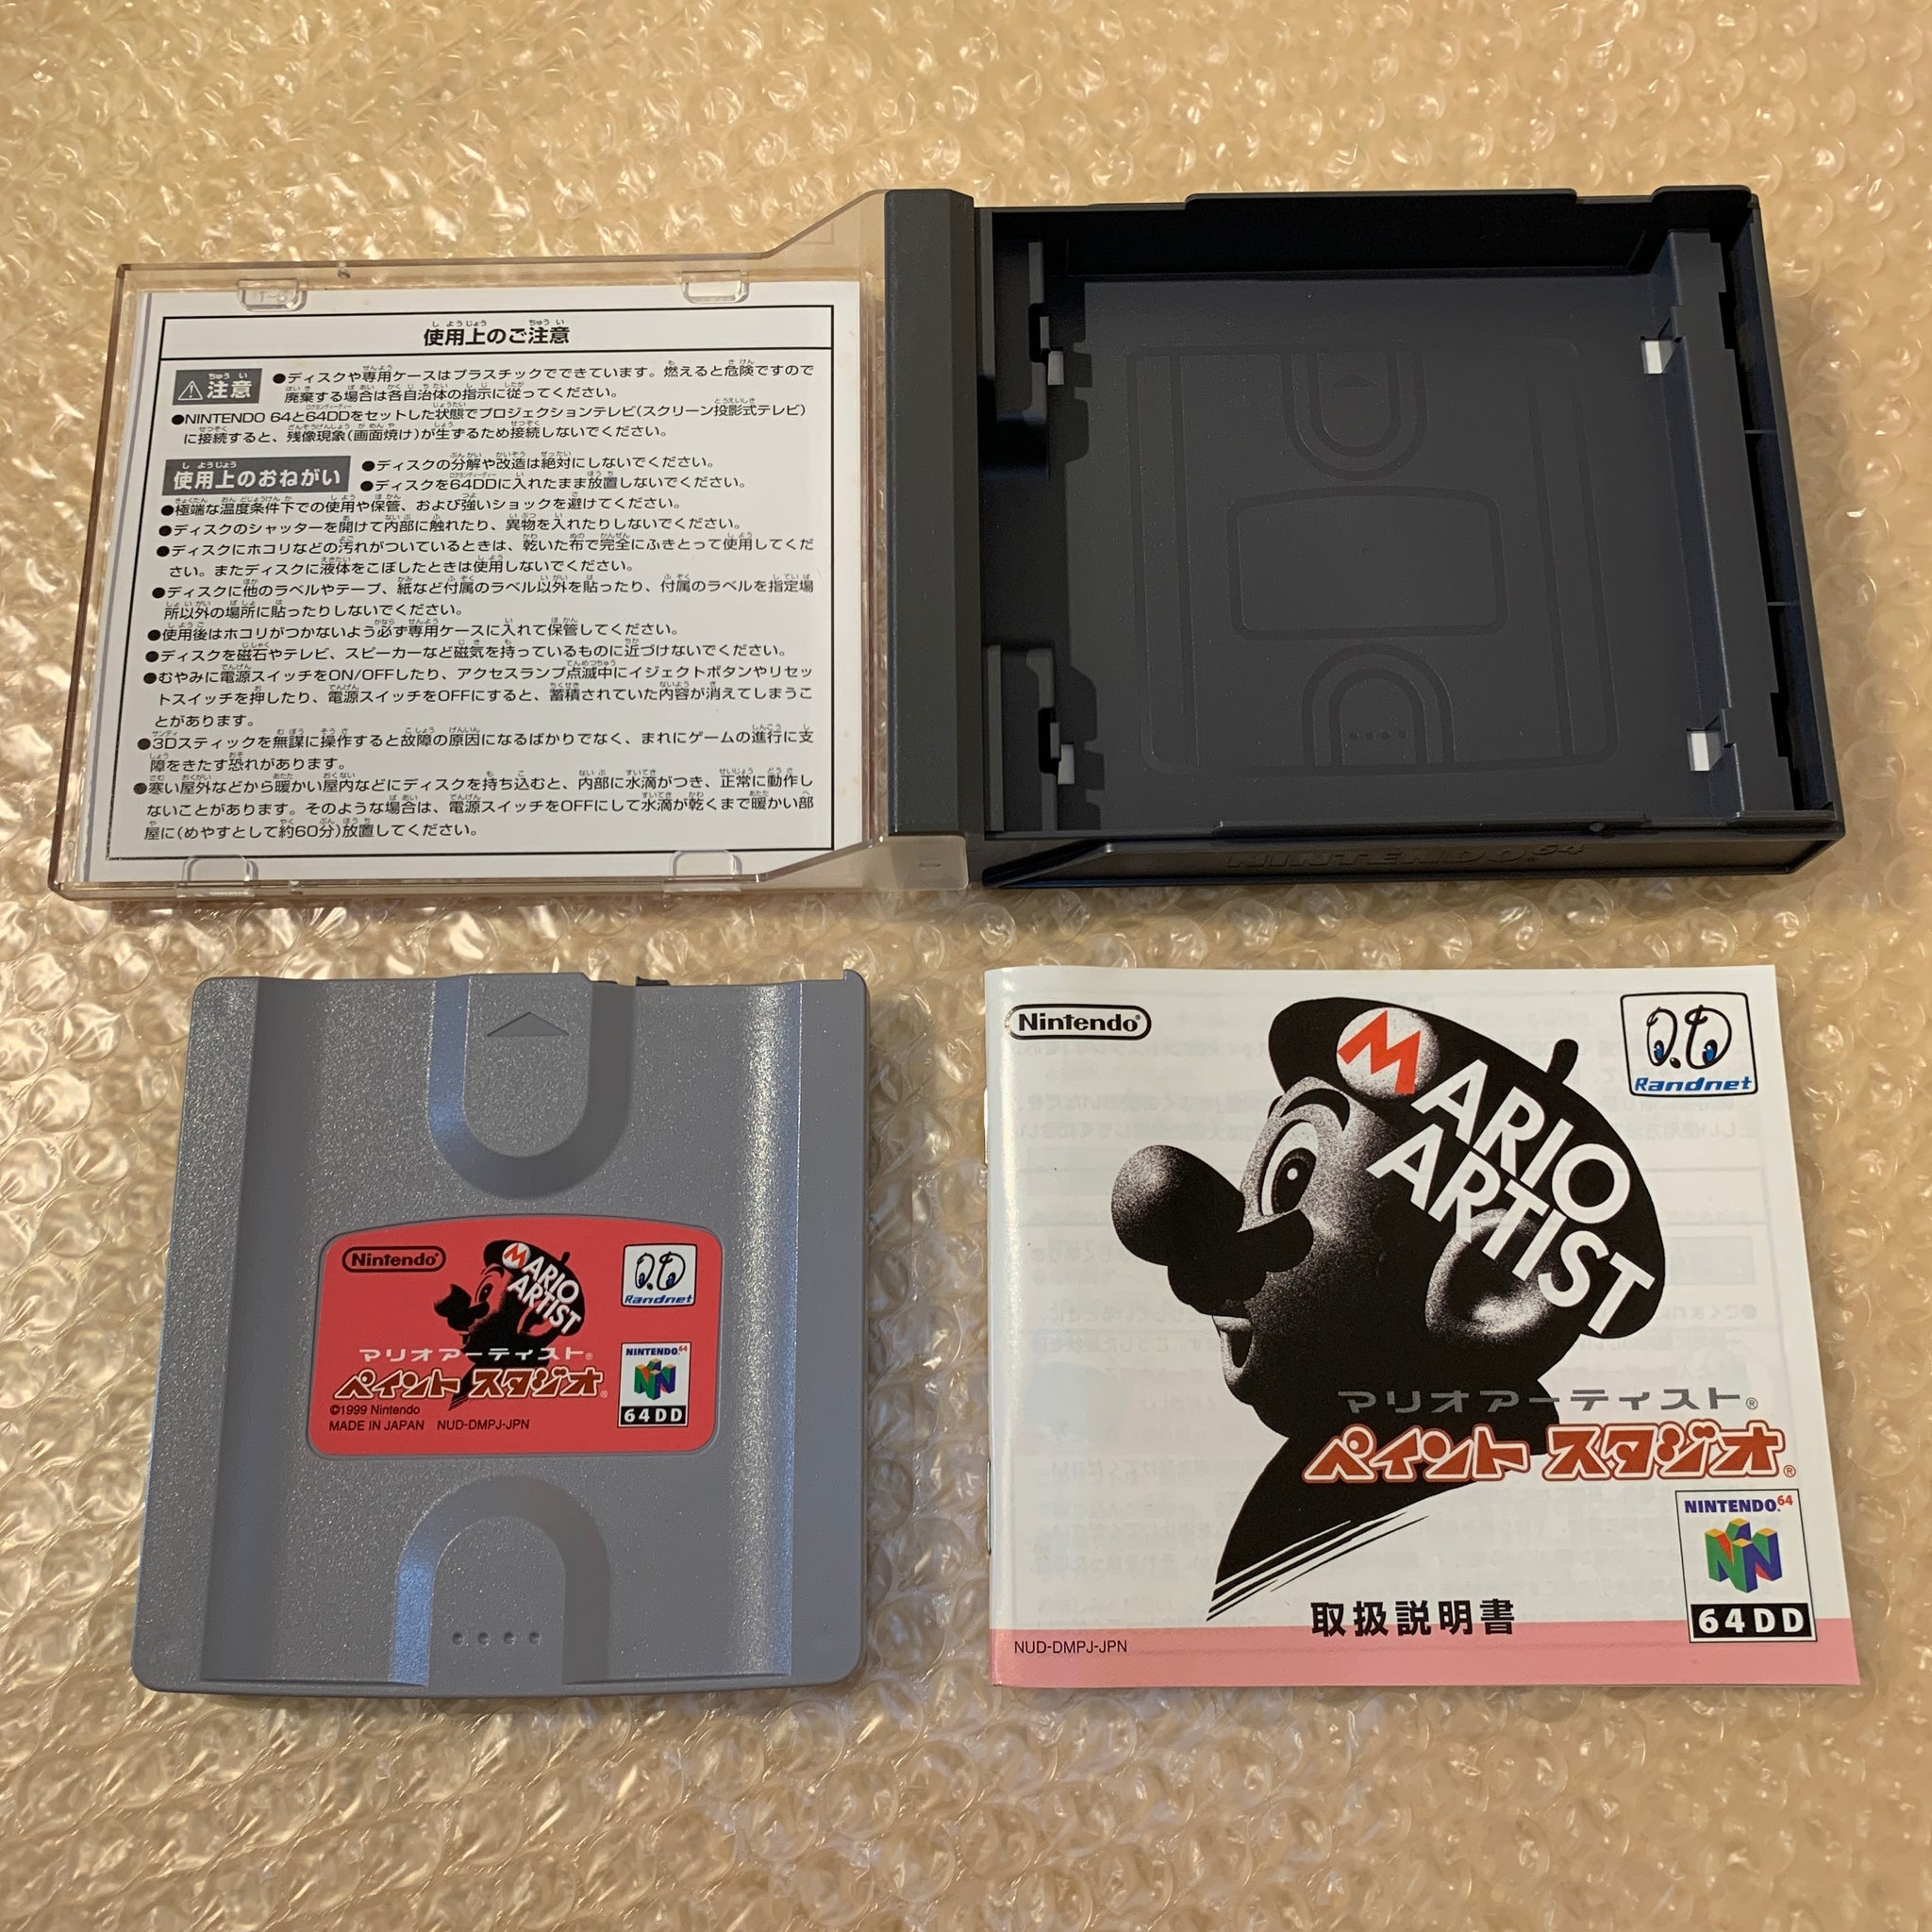 使用上のご注意
注意 ●ディスクや専用ケースはプラスチックでできています。燃えると危険ですので
廃棄する場合は各自治体の指示に従ってください。
●NINTENDO 64と64DDをセットした状態でプロジェクションテレビ(スクリーン投影式テレビ)
に接続すると、残像現象(画面焼け)が生ずるため接続しないでください。
使用上のおねがい ●ディスクの分解や改造は絶対にしないでください。
●ディスクを64DDに入れたまま放置しないでください。
●極端な温度条件下での使用や保管、および強いショックを避けてください。
●ディスクのシャッターを開けて内部に触れたり、異物を入れたりしないでください。
●ディスクにホコリなどの汚れがついているときは、乾いた布で完全にふきとって使用してくだ
さい。またディスクに液体をこぼしたときは使用しないでください。
●ディスクに他のラベルやテープ、紙など付属のラベル以外を貼ったり、付属のラベルを指定場
所以外の場所に貼ったりしないでください。
●使用後はホコリがつかないよう必ず専用ケースに入れて保管してください。
●ディスクを磁石やテレビ、スピーカーなど磁気を持っているものに近づけないでください。
●むやみに電源スイッチをON/OFFしたり、アクセスランプ点滅中にイジェクトボタンやリセッ
トスイッチを押したり、電源スイッチをOFFにすると、蓄積されていた内容が消えてしまうこ
とがあります。
●3Dスティックを無謀に操作すると故障の原因になるばかりでなく、まれにゲームの進行に支
障をきたす恐れがあります。
●寒い屋外などから暖かい屋内などにディスクを持ち込むと、内部に水滴がつき、正常に動作し
ないことがあります。そのような場合は、電源スイッチをOFFにして水滴が乾くまで暖かい部
屋に(めやすとして約60分)放置してください。
NINTENDO 64
Nintendo
MARIO
ARTIST
Randnet
マリオアーティスト®
ペイント スタジオ®
NINTENDO 64
64DD
©1999 Nintendo
MADE IN JAPAN NUD-DMPJ-JPN
Nintendo®
MARIO
ARTIST
Randnet
マリオアーティスト®
ペイント スタジオ®
NINTENDO 64
64DD
取扱説明書
NUD-DMPJ-JPN